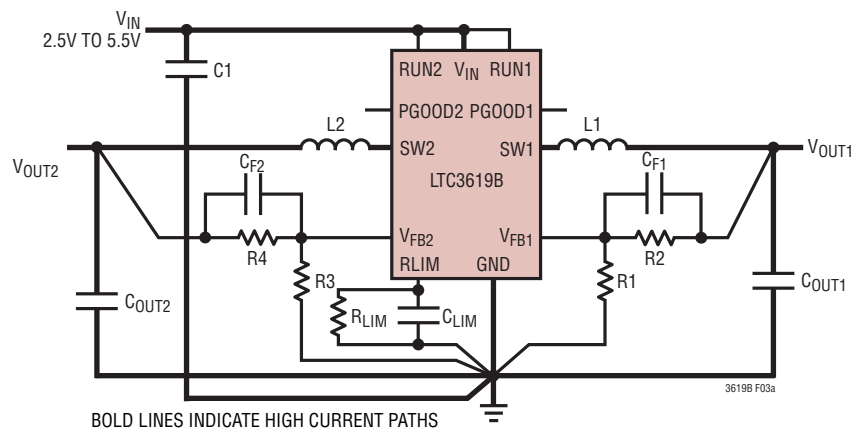 VIN
2.5V TO 5.5V
C1
RUN2 VIN RUN1
PGOOD2 PGOOD1
L2
L1
VOUT2
SW2
SW1
VOUT1
CF2
LTC3619B
CF1
VFB2
VFB1
R4
R2
RLIM
GND
R3
R1
COUT2
RLIM
CLIM
COUT1
3619B F03a
BOLD LINES INDICATE HIGH CURRENT PATHS